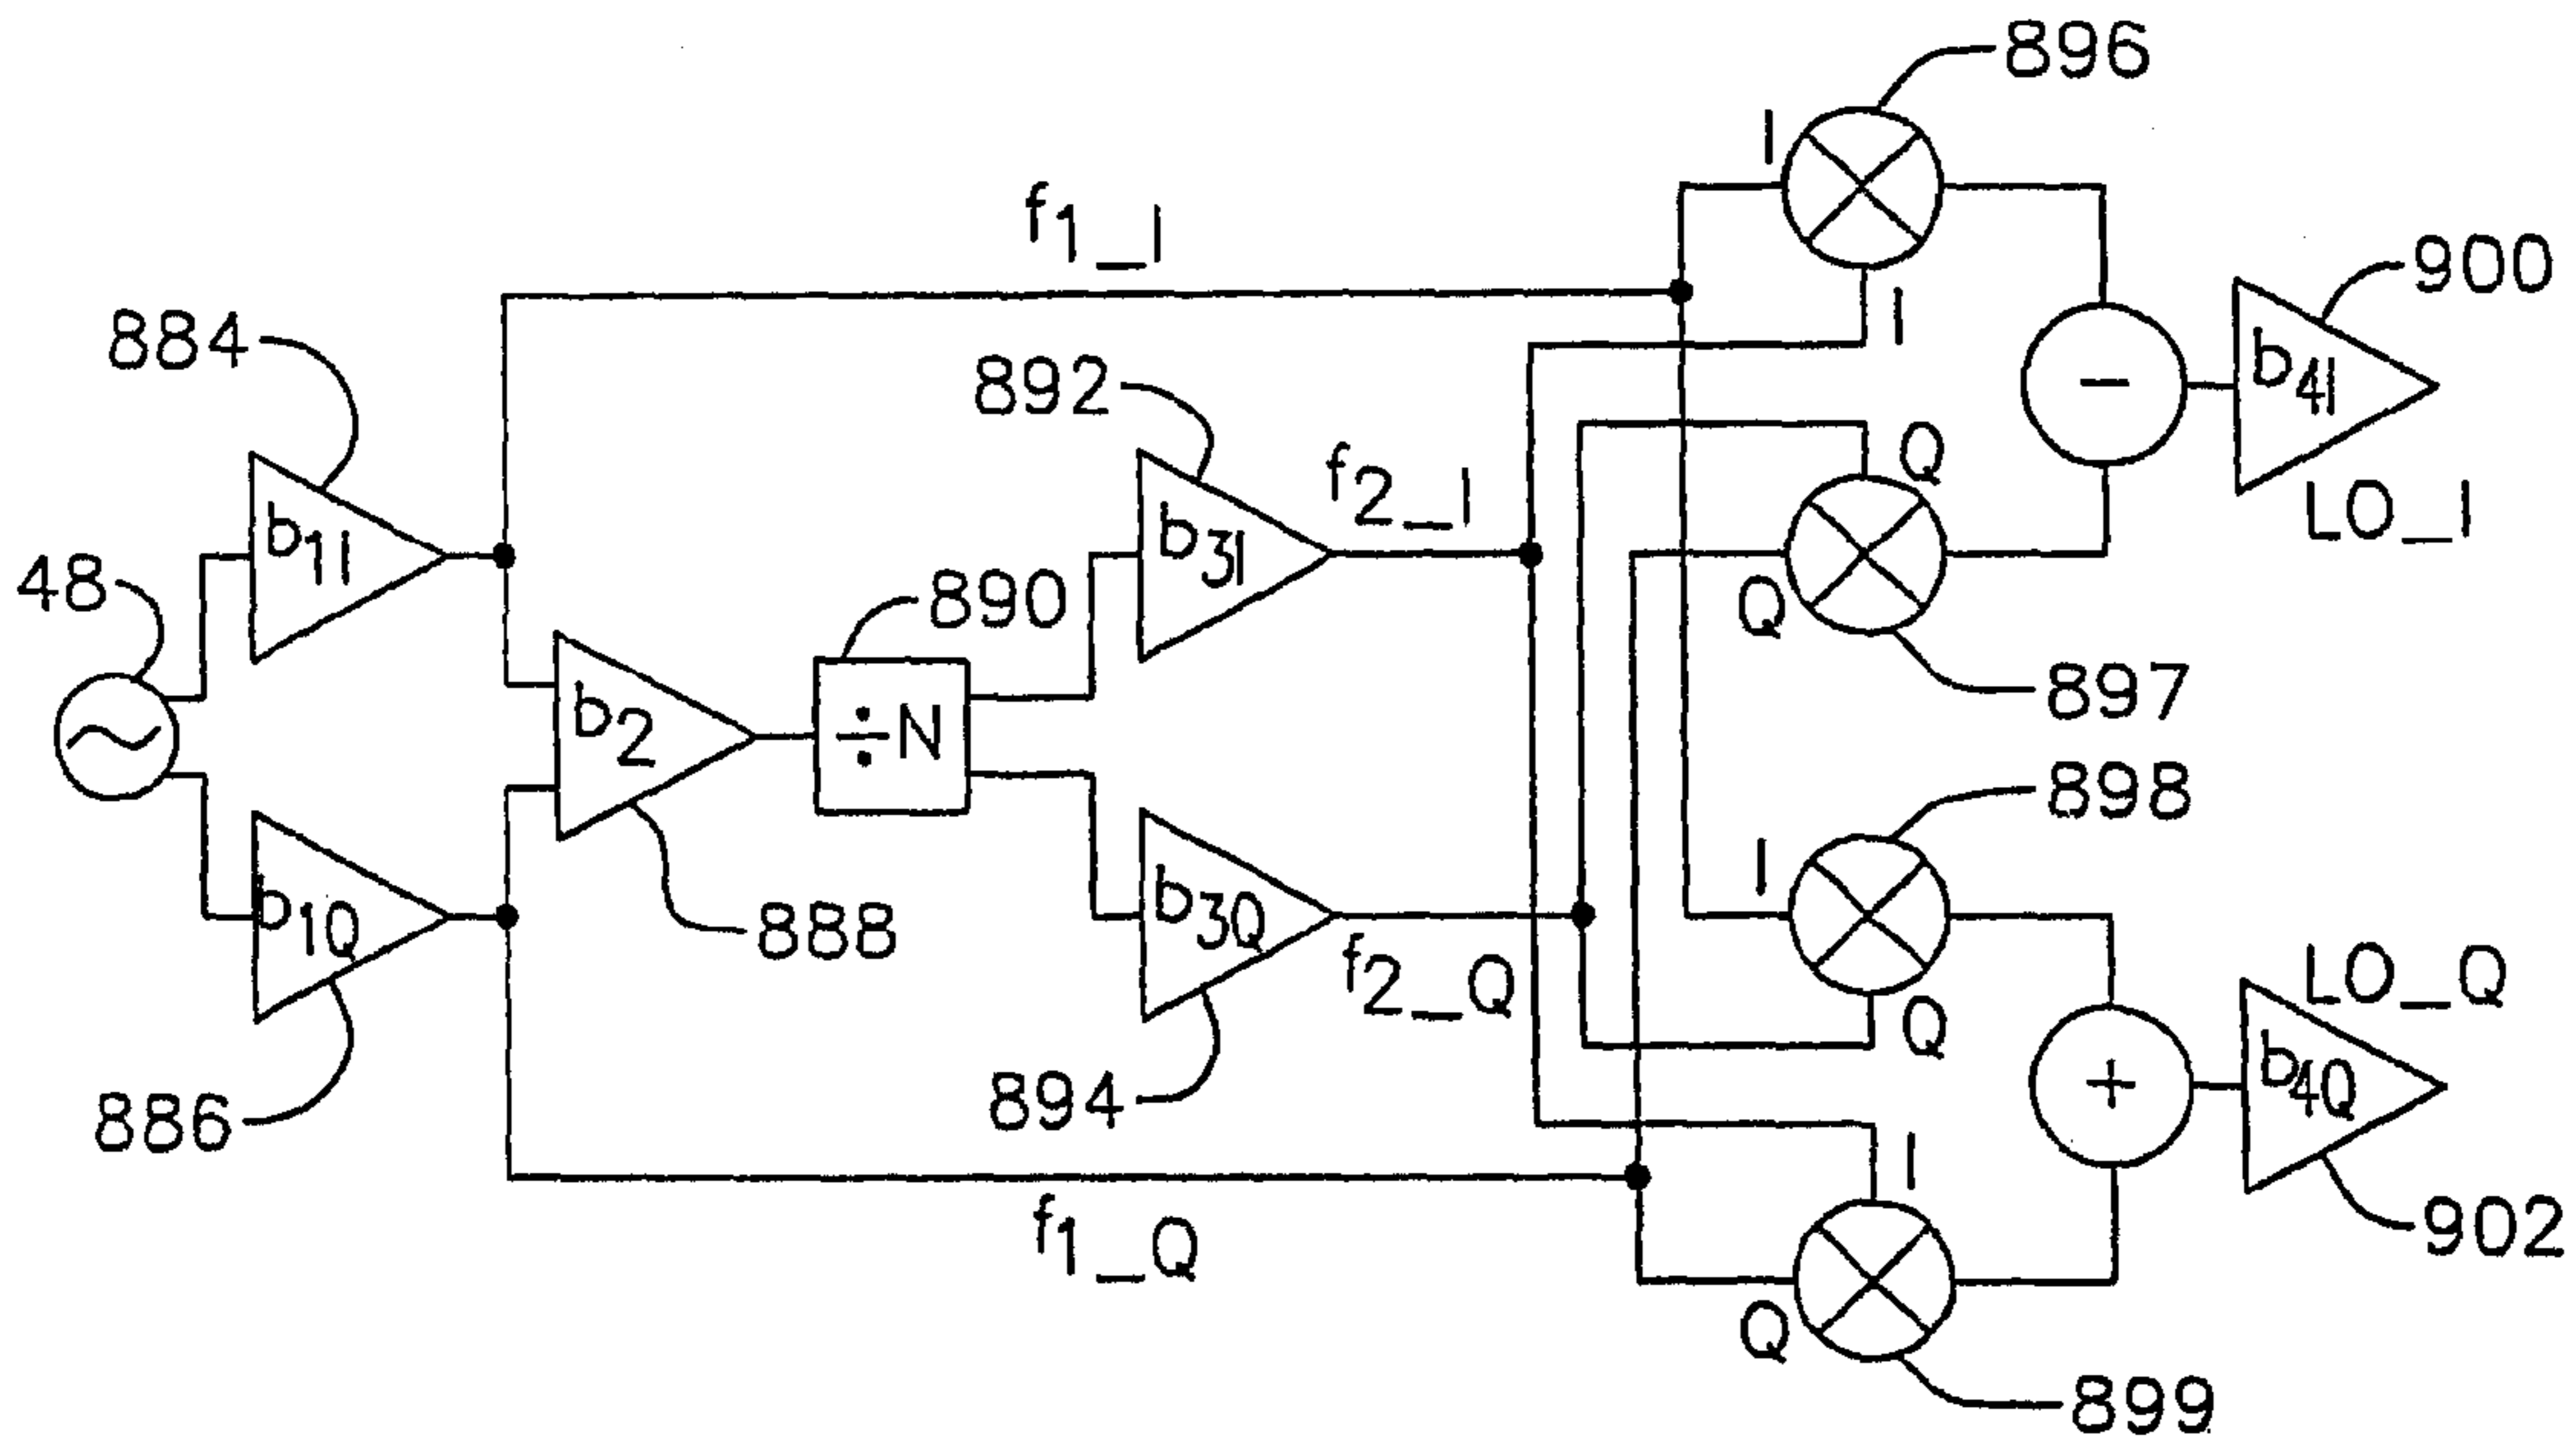 896
I
f1_I
I
900
884
892
b4I
f2_I
Q
LO_I
b1I
b3I
48
890
Q
897
b2
÷N
898
I
b1Q
888
b3Q
f2_Q
Q
LO_Q
894
b4Q
886
I
f1_Q
902
Q
899
−
+